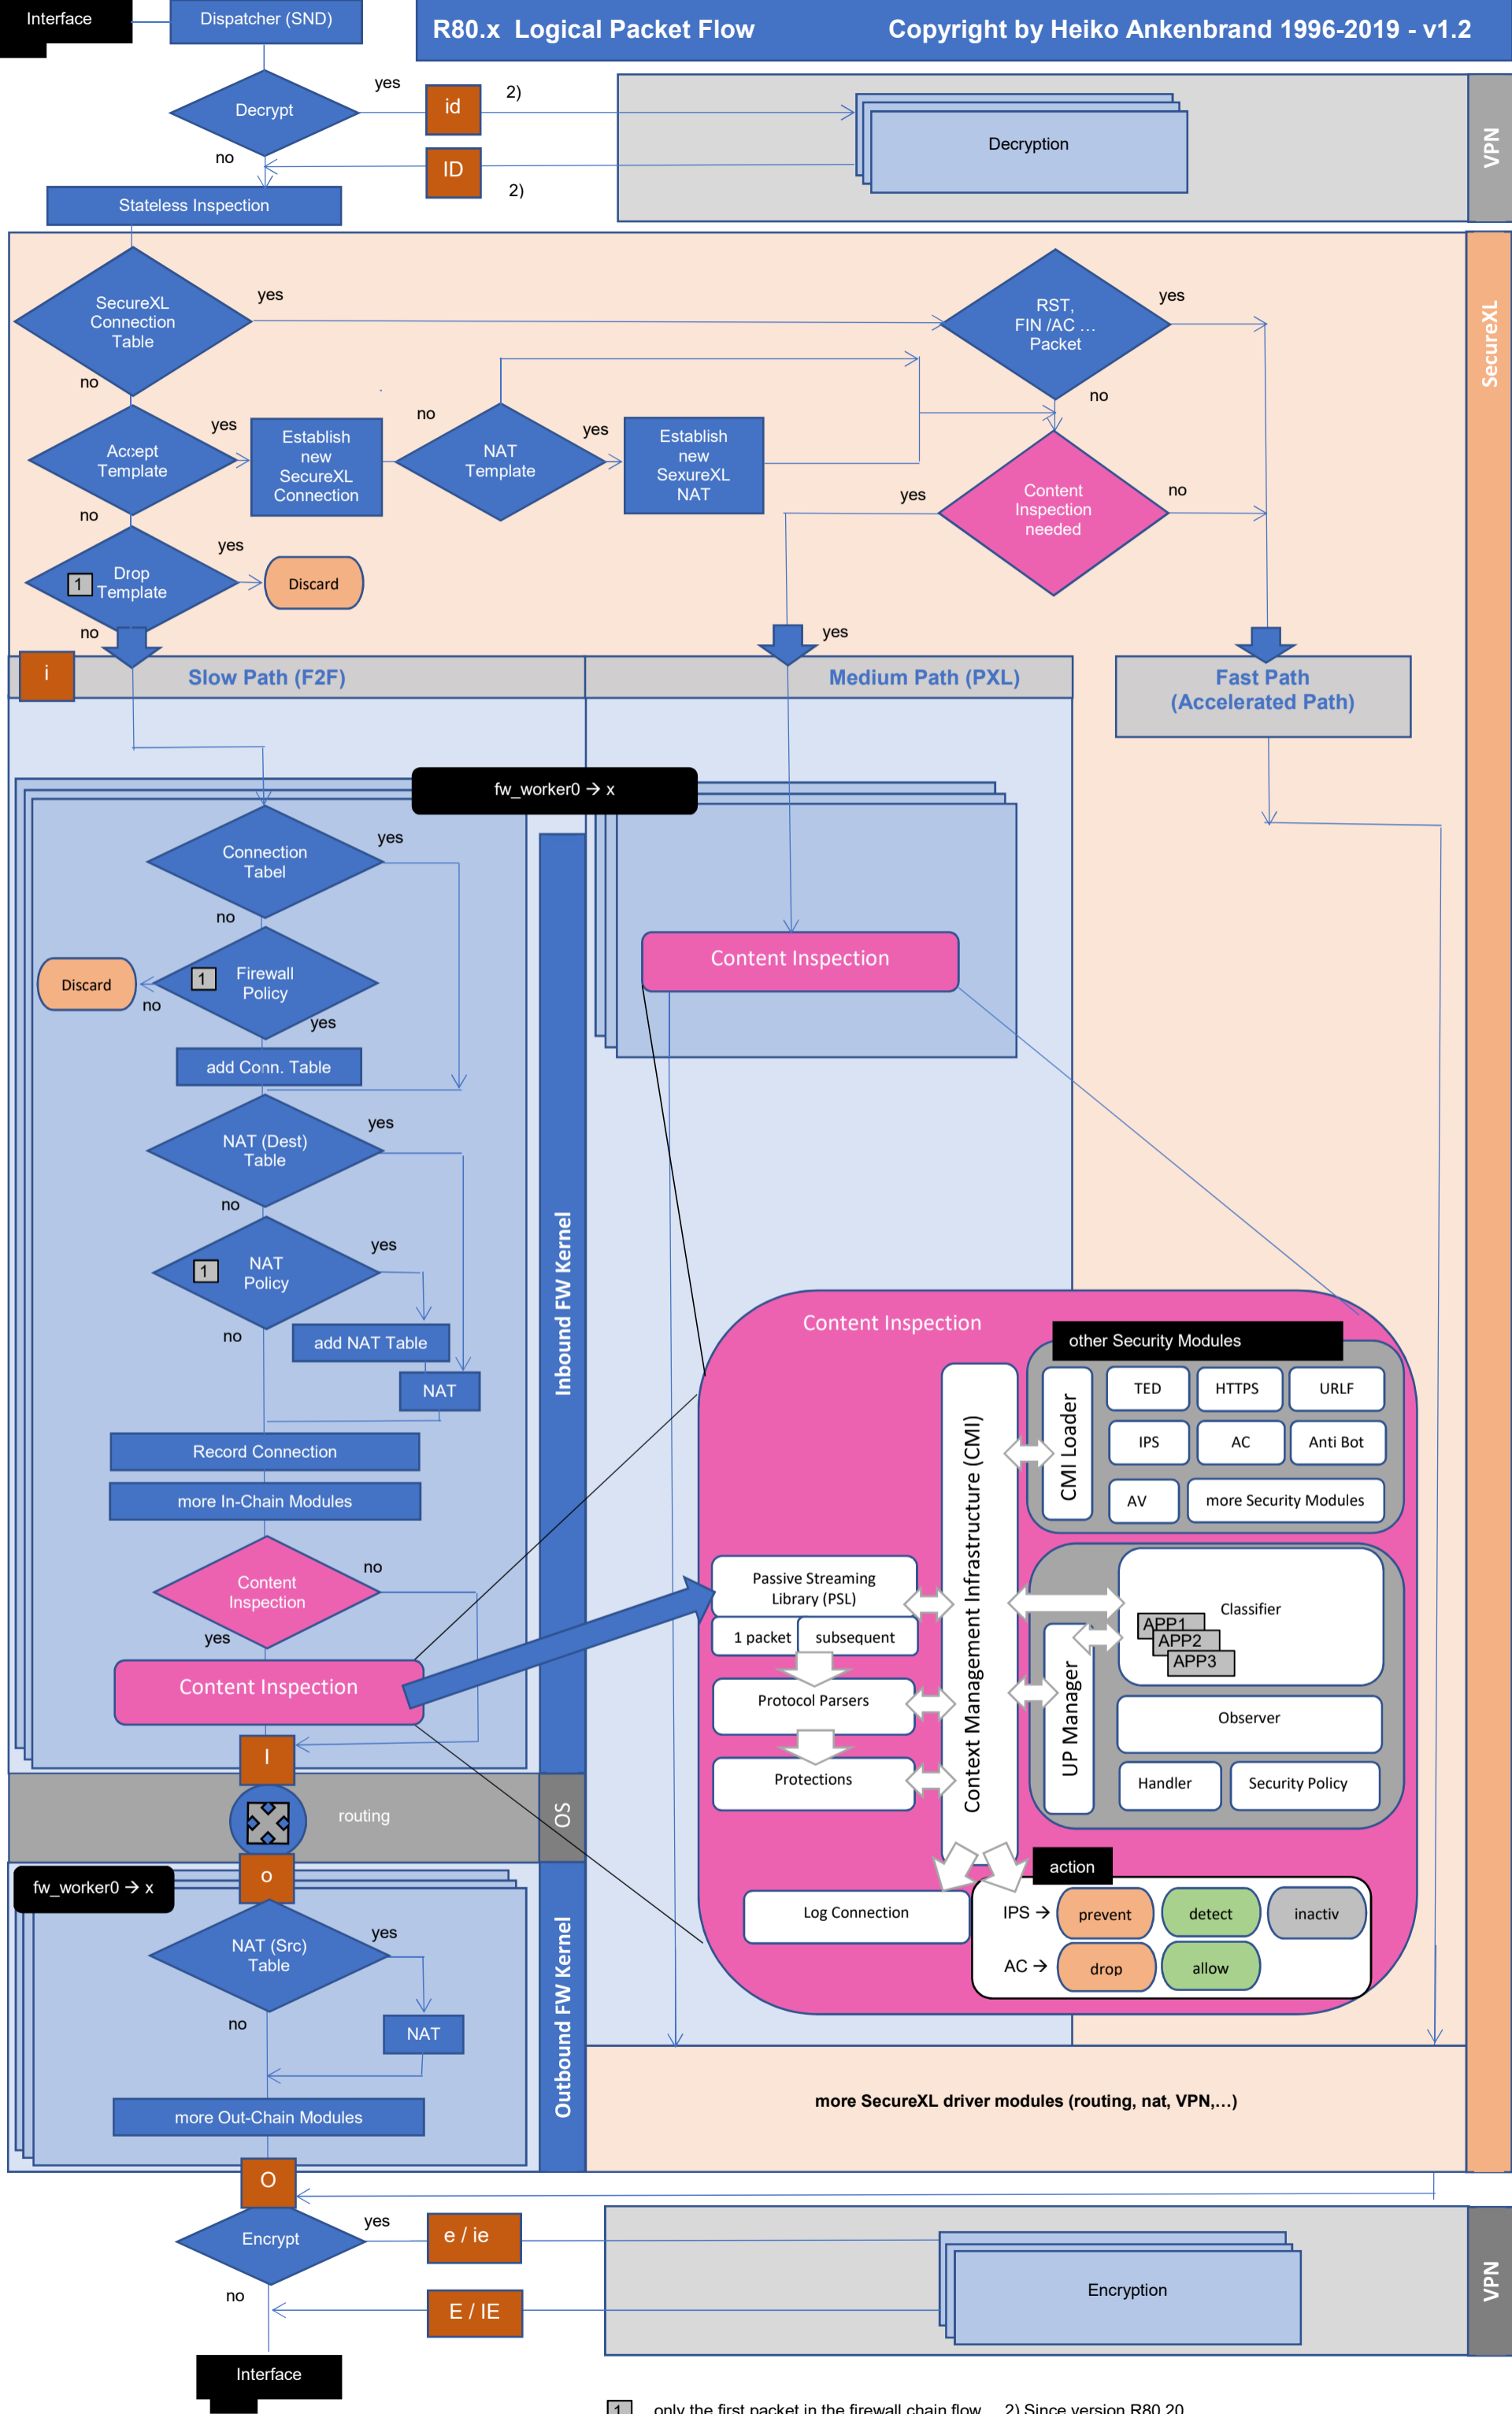 Interface
Dispatcher (SND)
R80.x Logical Packet Flow
Copyright by Heiko Ankenbrand 1996-2019 - v1.2
Decrypt
yes
id
2)
Decryption
VPN
no
ID
2)
Stateless Inspection
SecureXL
SecureXL
Connection
Table
yes
no
RST,
FIN /AC …
Packet
yes
no
Accept
Template
yes
no
Establish
new
SecureXL
Connection
no
NAT
Template
yes
Establish
new
SexureXL
NAT
yes
Content
Inspection
needed
no
1
Drop
Template
yes
Discard
no
yes
i
Slow Path (F2F)
Medium Path (PXL)
Fast Path
(Accelerated Path)
fw_worker0 → x
Connection
Tabel
yes
no
Content Inspection
Discard
no
1
Firewall
Policy
yes
add Conn. Table
NAT (Dest)
Table
yes
no
1
NAT
Policy
yes
no
add NAT Table
NAT
Inbound FW Kernel
Record Connection
more In-Chain Modules
Content
Inspection
no
yes
Content Inspection
I
Content Inspection
other Security Modules
CMI Loader
TED
HTTPS
URLF
IPS
AC
Anti Bot
AV
more Security Modules
Context Management Infrastructure (CMI)
Passive Streaming
Library (PSL)
1 packet
subsequent
Protocol Parsers
Protections
Classifier
APP1
APP2
APP3
UP Manager
Observer
Handler
Security Policy
action
Log Connection
IPS →
prevent
detect
inactiv
AC →
drop
allow
routing
OS
o
fw_worker0 → x
NAT (Src)
Table
yes
no
NAT
more Out-Chain Modules
Outbound FW Kernel
more SecureXL driver modules (routing, nat, VPN,…)
O
Encrypt
yes
e / ie
no
E / IE
Encryption
VPN
Interface
1
only the first packet in the firewall chain flow
2) Since version R80.20